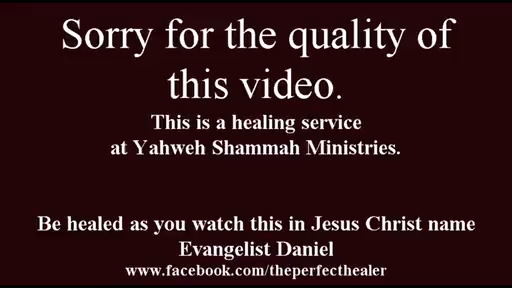 Sorry for the quality of
this video.
This is a healing service
at Yahweh Shammah Ministries.
Be healed as you watch this in Jesus Christ name
Evangelist Daniel
www.facebook.com/theperfecthealer